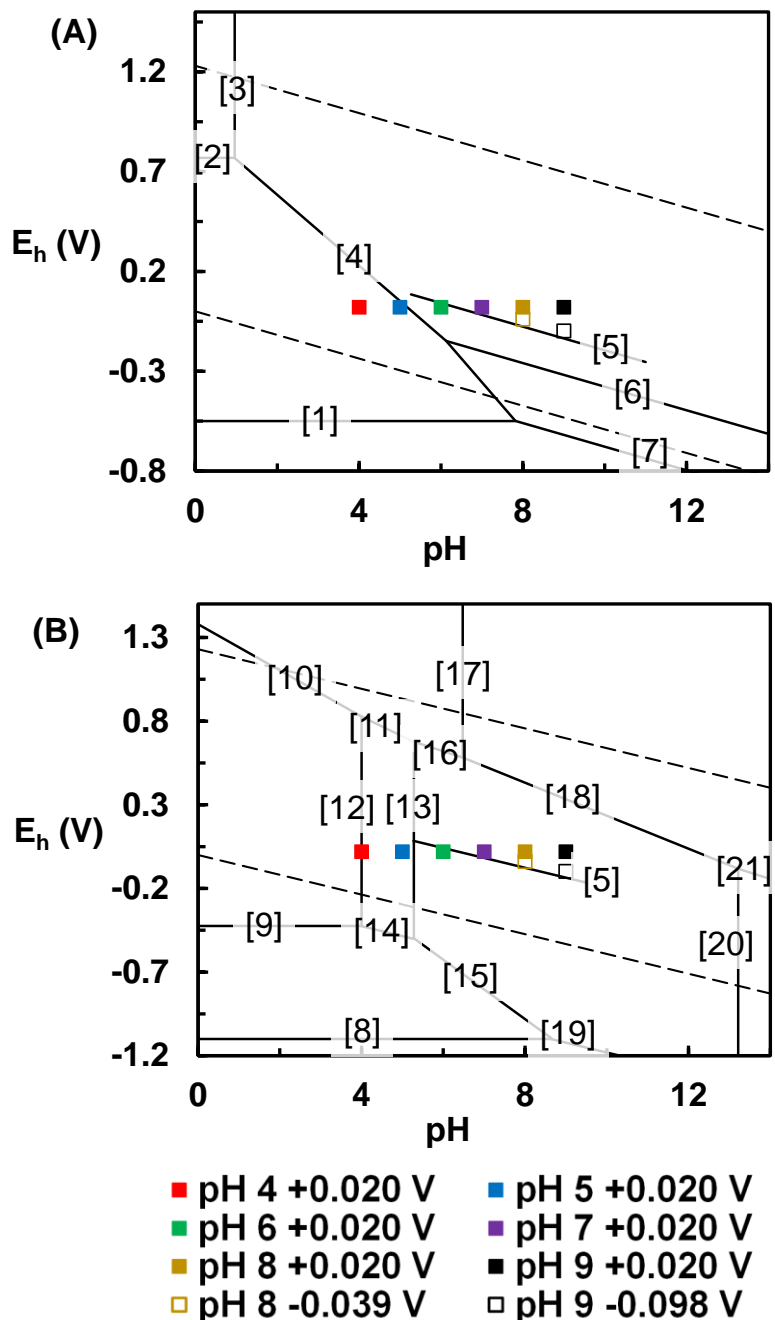 (A)
1.2
[3]
[2]
0.7
E_h (V)
[4]
0.2
[5]
-0.3
[6]
[1]
[7]
-0.8
0 4 8 12
pH
(B)
1.3
[17]
[10]
0.8
[11]
[16]
[18]
0.3
[12] [13]
E_h (V)
[5]
[21]
-0.2
[9]
[14]
[20]
-0.7
[15]
[8]
[19]
-1.2
0 4 8 12
pH
pH 4 +0.020 V pH 5 +0.020 V
pH 6 +0.020 V pH 7 +0.020 V
pH 8 +0.020 V pH 9 +0.020 V
pH 8 -0.039 V pH 9 -0.098 V